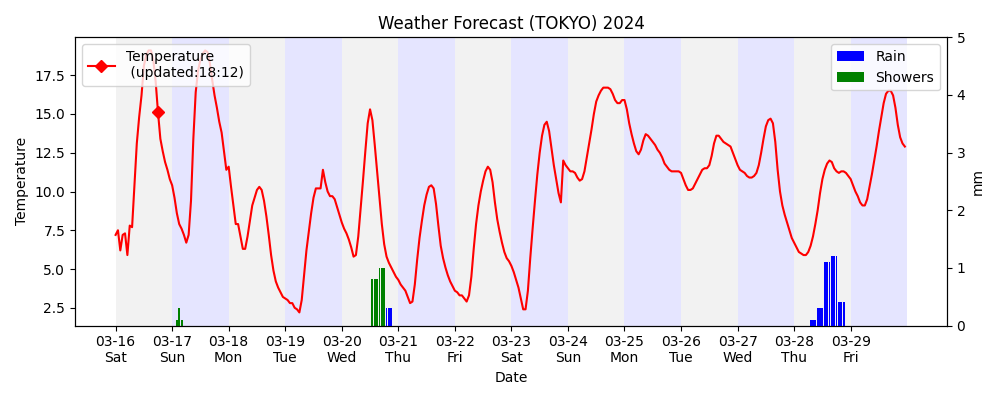 Weather Forecast (TOKYO) 2024
Temperature
(updated:18:12)
Rain
Showers
Temperature
17.5
15.0
12.5
10.0
7.5
5.0
2.5
5
4
3
2
1
0
mm
03-16 03-17 03-18 03-19 03-20 03-21 03-22 03-23 03-24 03-25 03-26 03-27 03-28 03-29
Sat Sun Mon Tue Wed Thu Fri Sat Sun Mon Tue Wed Thu Fri
Date